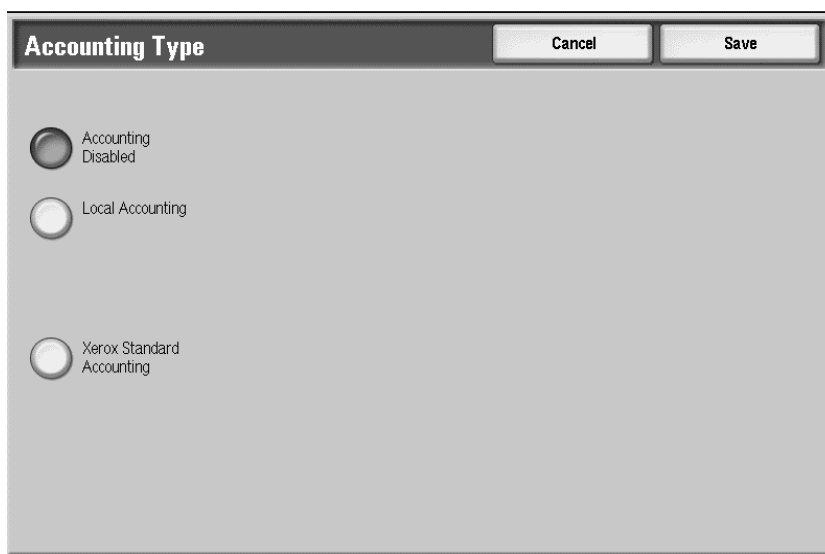 Accounting Type
Cancel
Save
Accounting
Disabled
Local Accounting
Xerox Standard
Accounting